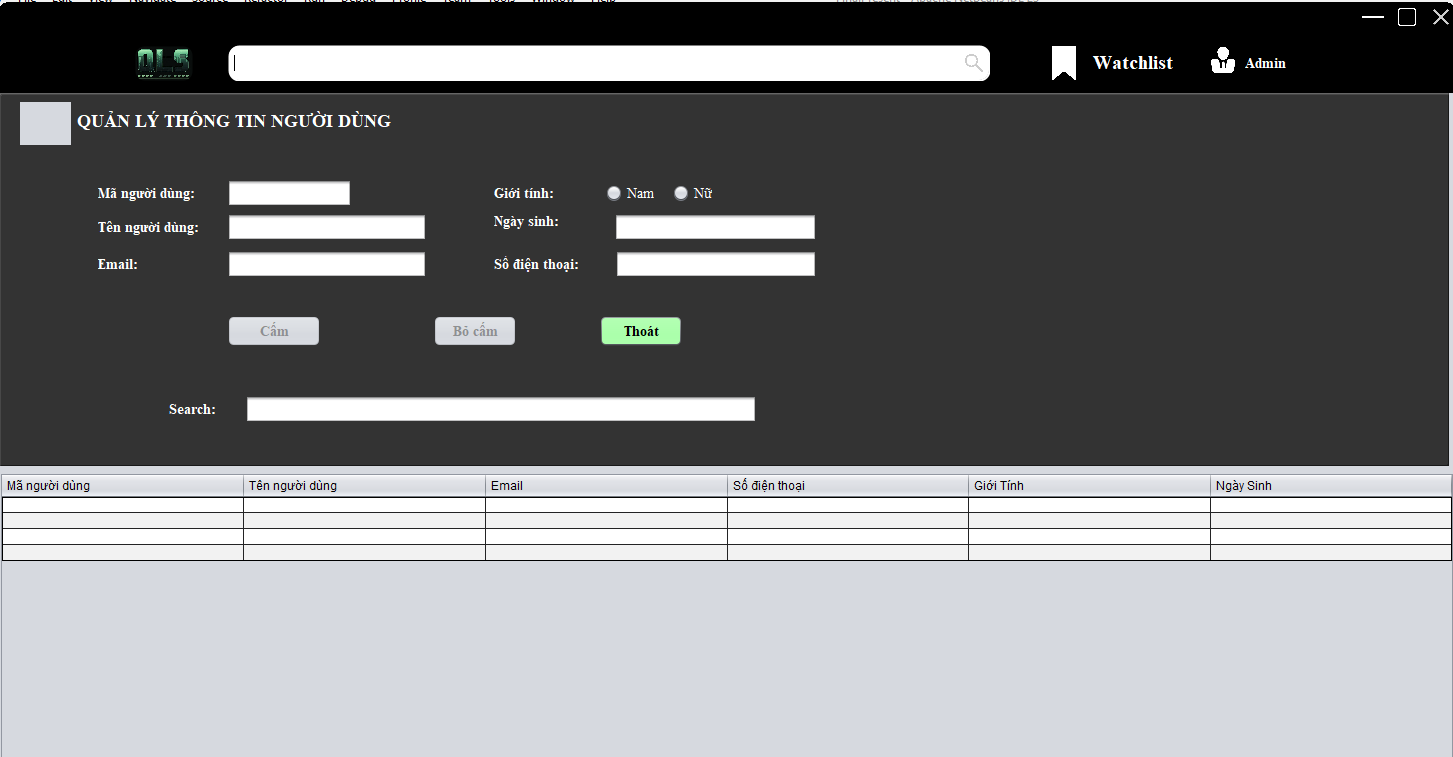 QLS
Watchlist
Admin
QUẢN LÝ THÔNG TIN NGƯỜI DÙNG
Mã người dùng:
Giới tính:
Nam
Nữ
Tên người dùng:
Ngày sinh:
Email:
Số điện thoại:
Cấm
Bỏ cấm
Thoát
Search:
Mã người dùng
Tên người dùng
Email
Số điện thoại
Giới Tính
Ngày Sinh